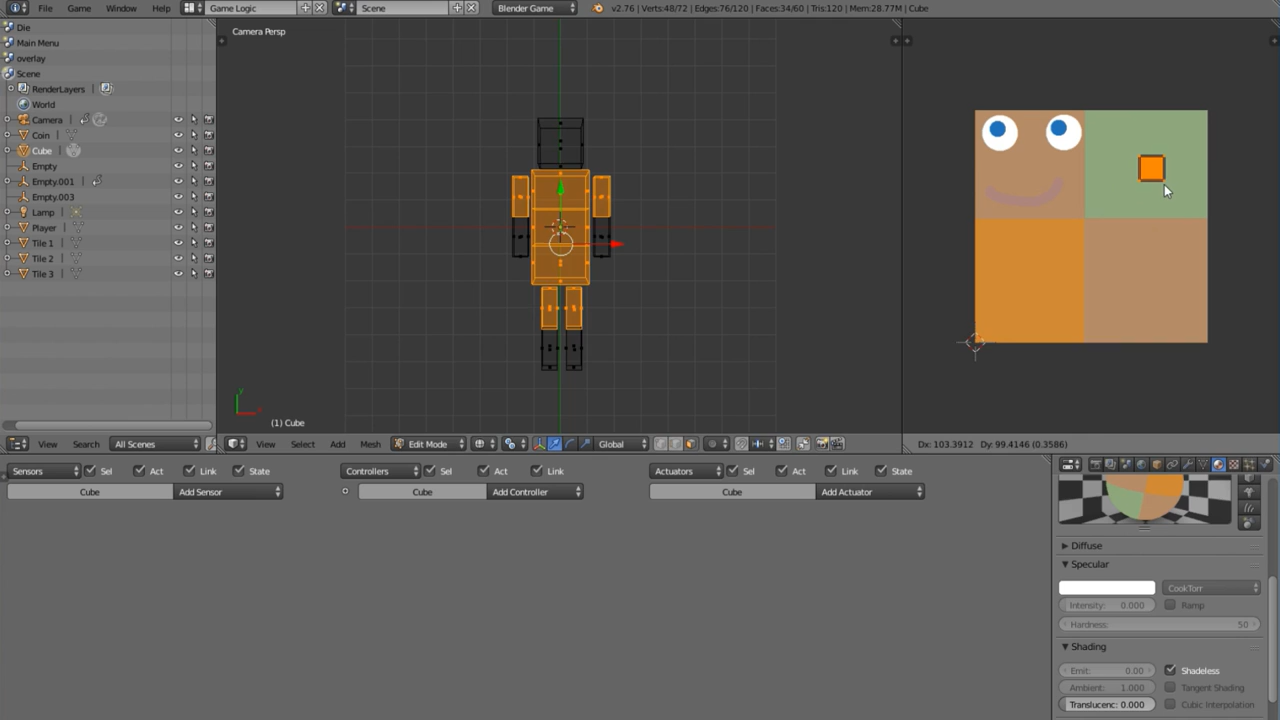 File Game Window Help Game Logic Scene Blender Game v2.76 | Verts:48/72 | Edges:76/120 | Faces:34/60 | Tris:120 | Mem:28.77M | Cube
Die
Main Menu
overlay
Scene
RenderLayers
World
Camera
Coin
Cube
Empty
Empty.001
Empty.003
Lamp
Player
Tile 1
Tile 2
Tile 3
Camera Persp
(1) Cube
View Search All Scenes
View Select Add Mesh Edit Mode Global
Dx: 103.3912 Dy: 99.4146 (0.3586)
Sensors Sel Act Link State
Cube Add Sensor
Controllers Sel Act Link
Cube Add Controller
Actuators Sel Act Link State
Cube Add Actuator
Diffuse
Specular
CookTorr
Intensity: 0.000 Ramp
Hardness: 50
Shading
Emit: 0.00 Shadeless
Ambient: 1.000 Tangent Shading
Translucenc: 0.000 Cubic Interpolation